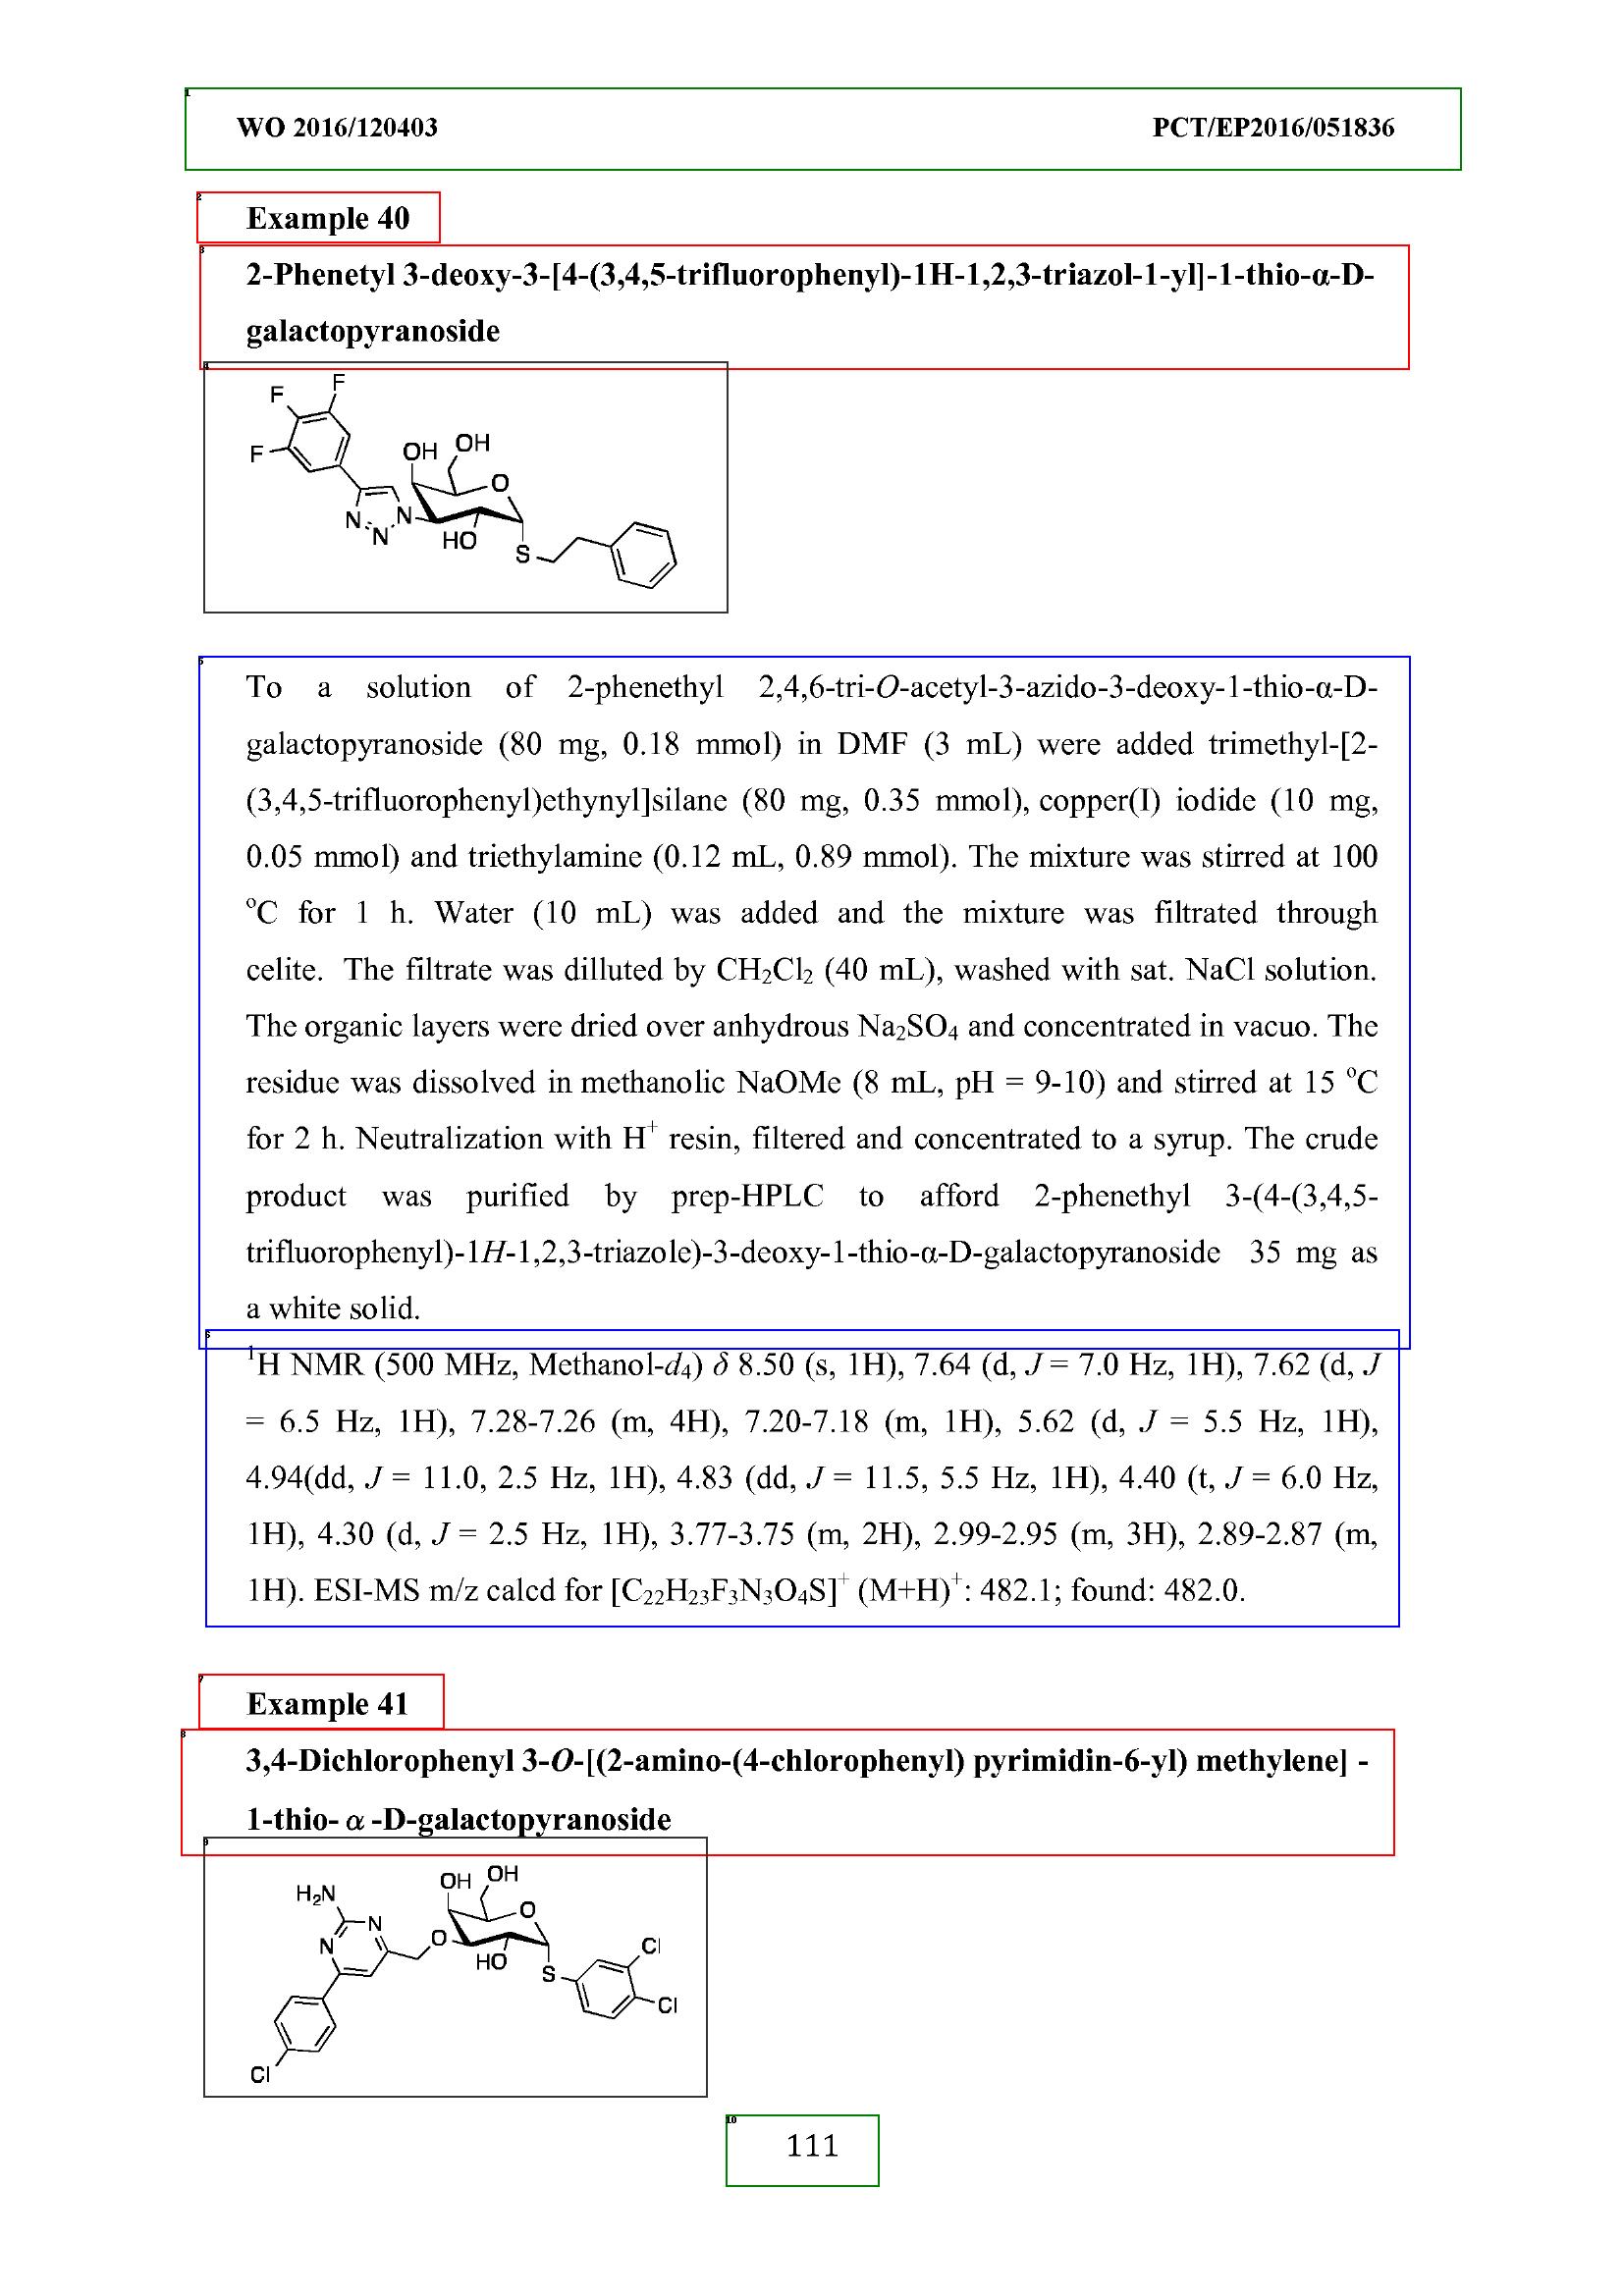 WO 2016/120403 PCT/EP2016/051836
Example 40
2-Phenetyl 3-deoxy-3-[4-(3,4,5-trifluorophenyl)-1H-1,2,3-triazol-1-yl]-1-thio-α-D-
galactopyranoside
F
F
F
OH
OH
O
N
N
N
HO
S
To a solution of 2-phenethyl 2,4,6-tri-O-acetyl-3-azido-3-deoxy-1-thio-α-D-
galactopyranoside (80 mg, 0.18 mmol) in DMF (3 mL) were added trimethyl-[2-
(3,4,5-trifluorophenyl)ethynyl]silane (80 mg, 0.35 mmol), copper(I) iodide (10 mg,
0.05 mmol) and triethylamine (0.12 mL, 0.89 mmol). The mixture was stirred at 100
°C for 1 h. Water (10 mL) was added and the mixture was filtrated through
celite. The filtrate was dilluted by CH₂Cl₂ (40 mL), washed with sat. NaCl solution.
The organic layers were dried over anhydrous Na₂SO₄ and concentrated in vacuo. The
residue was dissolved in methanolic NaOMe (8 mL, pH = 9-10) and stirred at 15 °C
for 2 h. Neutralization with H⁺ resin, filtered and concentrated to a syrup. The crude
product was purified by prep-HPLC to afford 2-phenethyl 3-(4-(3,4,5-
trifluorophenyl)-1H-1,2,3-triazole)-3-deoxy-1-thio-α-D-galactopyranoside 35 mg as
a white solid.
¹H NMR (500 MHz, Methanol-d₄) δ 8.50 (s, 1H), 7.64 (d, J = 7.0 Hz, 1H), 7.62 (d, J
= 6.5 Hz, 1H), 7.28-7.26 (m, 4H), 7.20-7.18 (m, 1H), 5.62 (d, J = 5.5 Hz, 1H),
4.94(dd, J = 11.0, 2.5 Hz, 1H), 4.83 (dd, J = 11.5, 5.5 Hz, 1H), 4.40 (t, J = 6.0 Hz,
1H), 4.30 (d, J = 2.5 Hz, 1H), 3.77-3.75 (m, 2H), 2.99-2.95 (m, 3H), 2.89-2.87 (m,
1H). ESI-MS m/z calcd for [C₂₂H₂₃F₃N₃O₄S]⁺ (M+H)⁺: 482.1; found: 482.0.
Example 41
3,4-Dichlorophenyl 3-O-[(2-amino-(4-chlorophenyl) pyrimidin-6-yl) methylene] -
1-thio- α -D-galactopyranoside
OH
OH
H₂N
O
N
N
O
HO
Cl
S
Cl
Cl
111